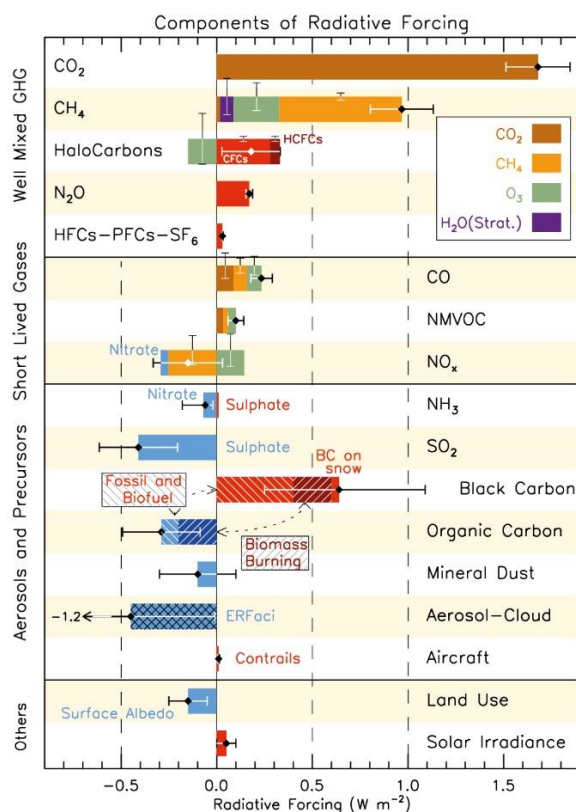 Components of Radiative Forcing
Well Mixed GHG
CO₂
CH₄
HaloCarbons
CFCs
HCFCs
N₂O
HFCs-PFCs-SF₆
CO₂
CH₄
O₃
H₂O(Strat.)
Short Lived Gases
CO
NMVOC
Nitrate
NOₓ
Aerosols and Precursors
Nitrate
Sulphate
NH₃
Sulphate
SO₂
BC on
snow
Fossil and
Biofuel
Black Carbon
Organic Carbon
Biomass
Burning
Mineral Dust
-1.2
ERFaci
Aerosol-Cloud
Contrails
Aircraft
Others
Surface Albedo
Land Use
Solar Irradiance
-0.5 0.0 0.5 1.0 1.5
Radiative Forcing (W m⁻²)